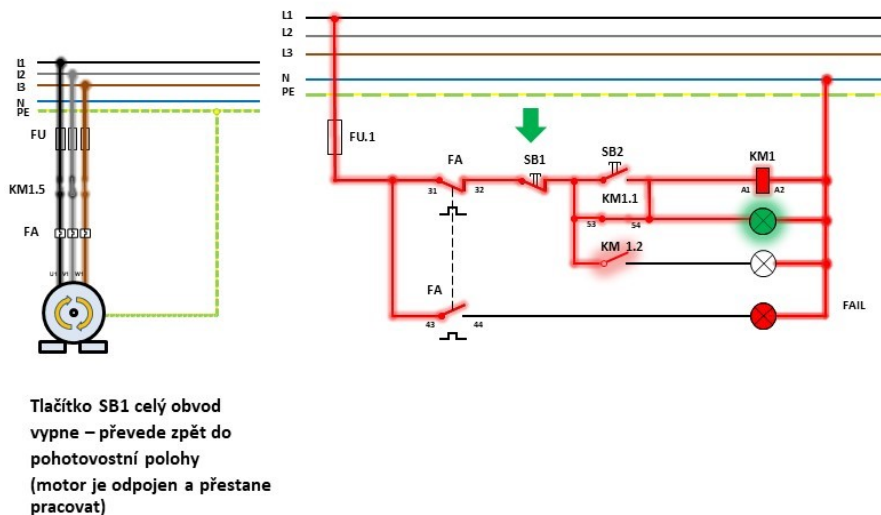 L1
L2
L3
N
PE
l1
l2
l3
N
PE
FU
KM1.5
FA
U1 V1 W1
FU.1
FA
SB1
SB2
KM1
31
32
A1
A2
KM1.1
53
54
KM 1.2
FA
43
44
FAIL
Tlačítko SB1 celý obvod
vypne – převede zpět do
pohotovostní polohy
(motor je odpojen a přestane
pracovat)